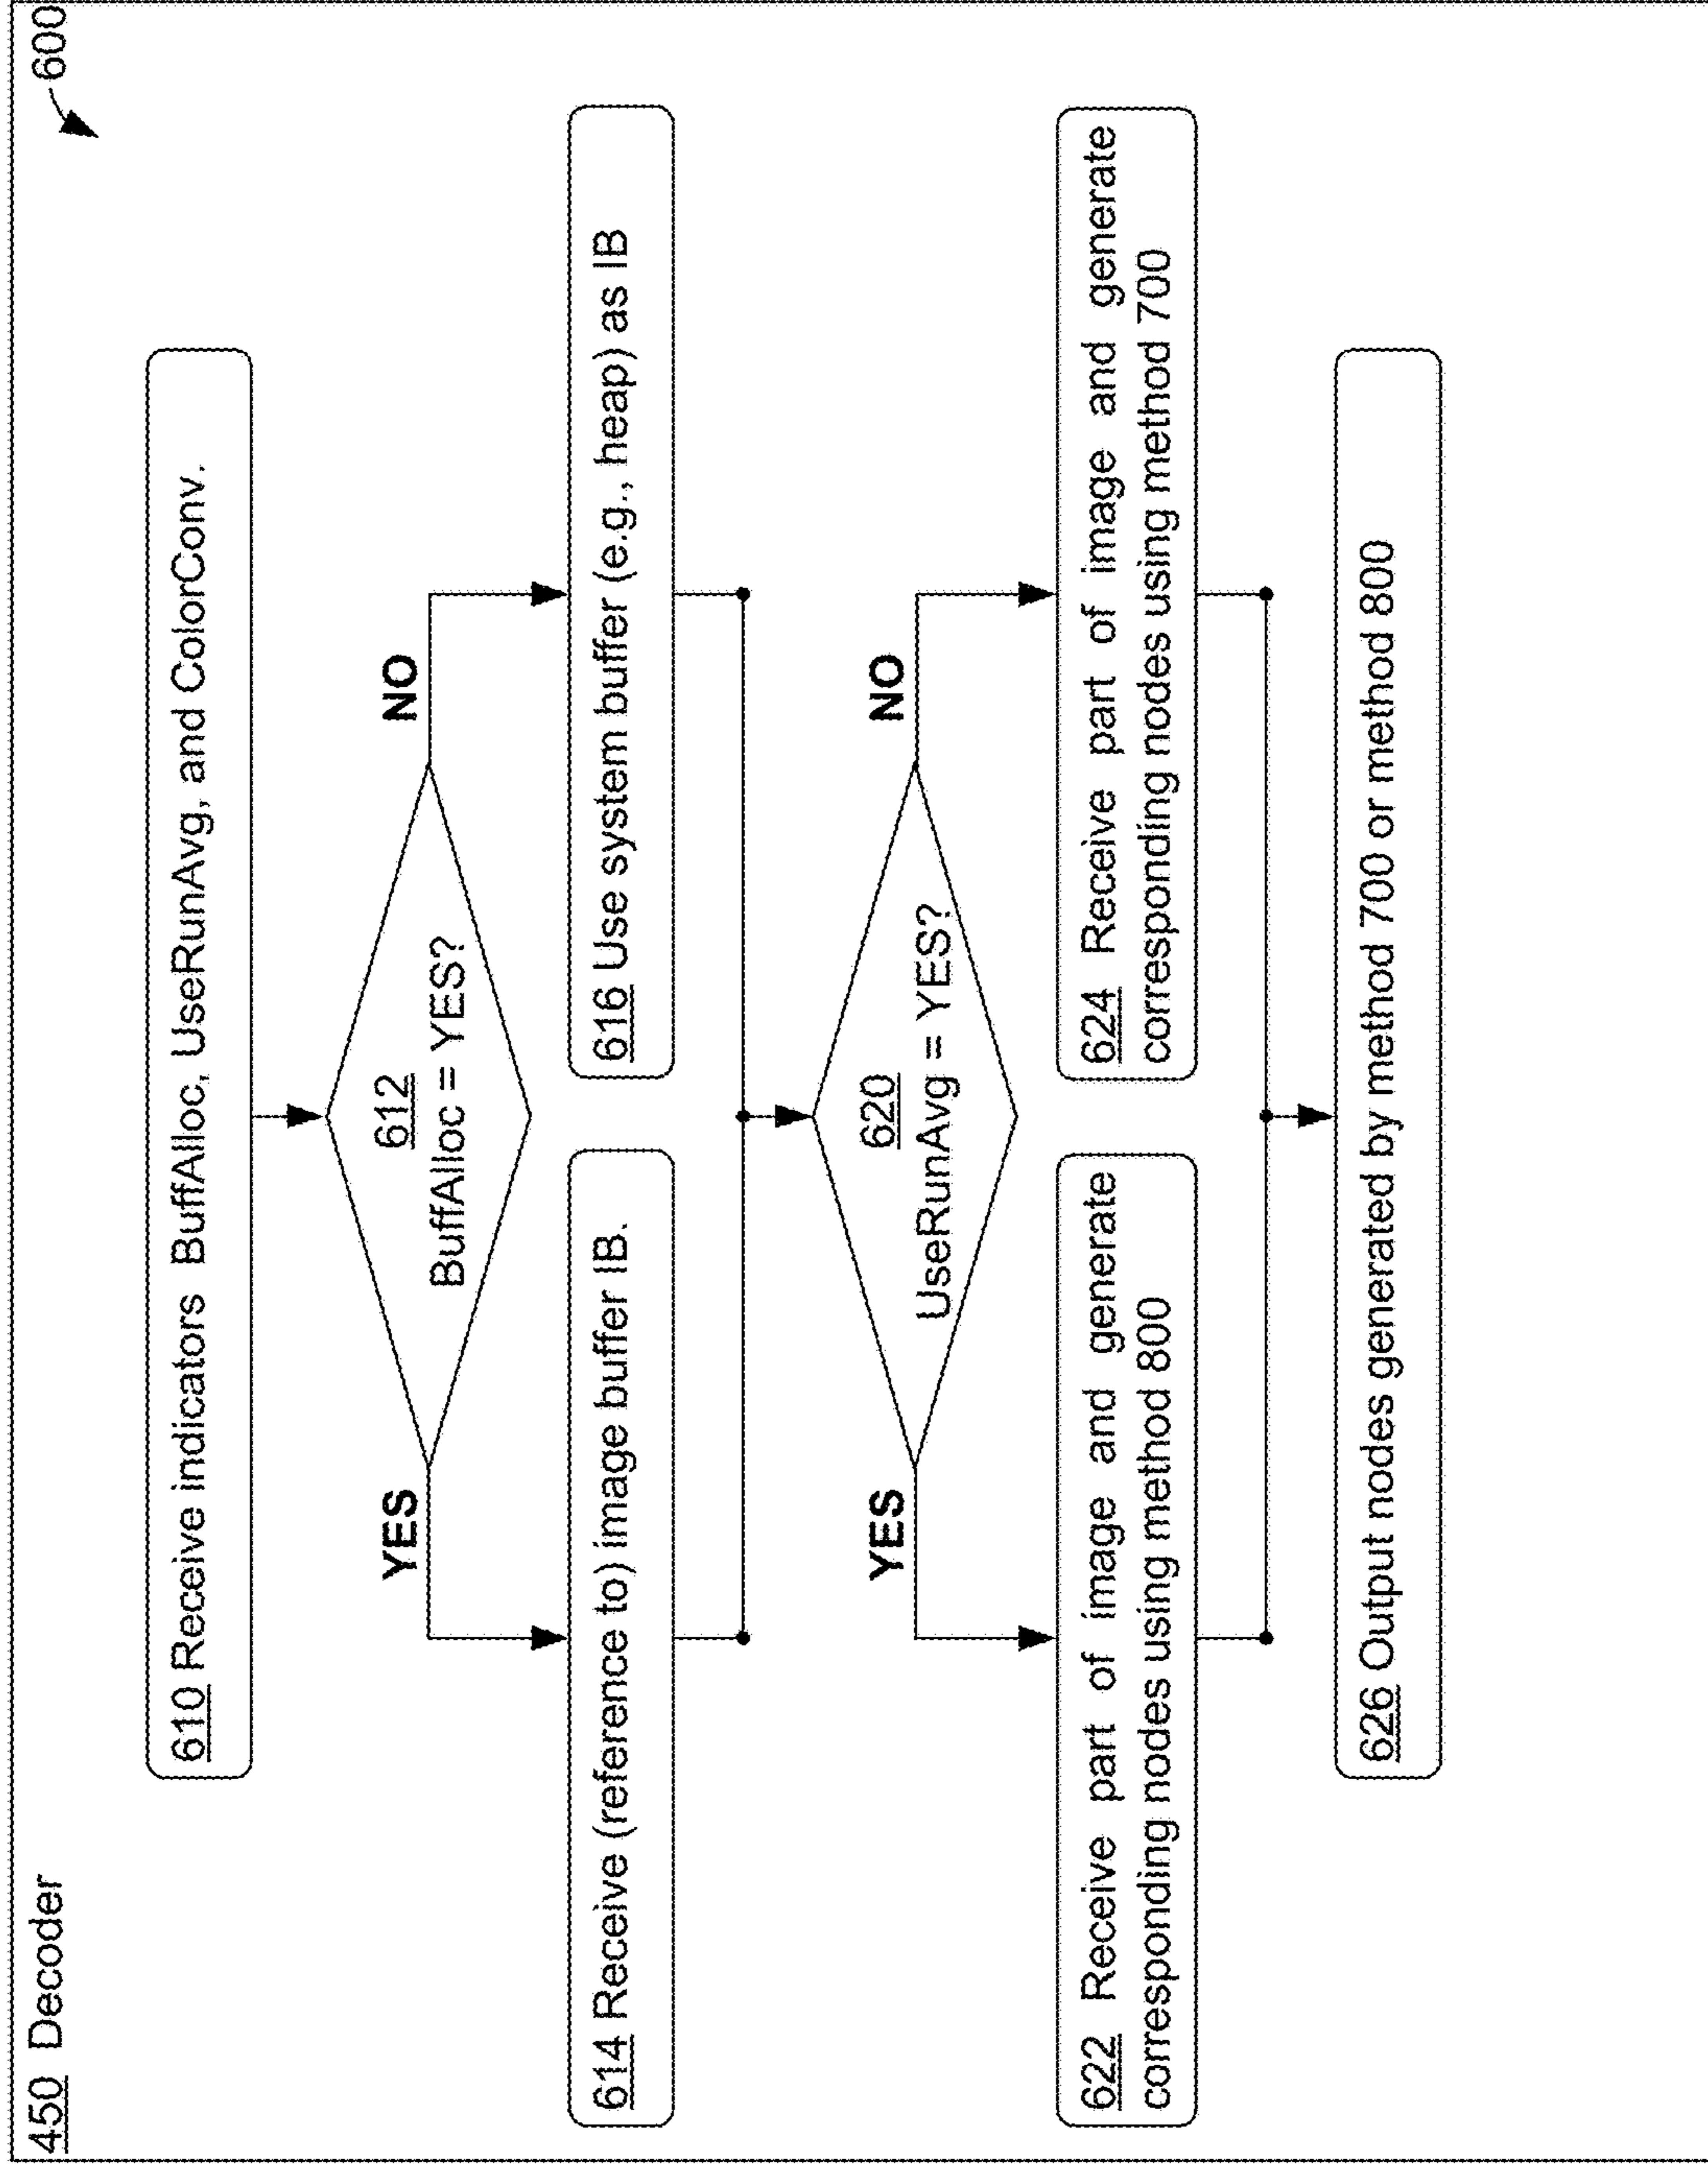 450 Decoder
600
610 Receive indicators BuffAlloc, UseRunAvg, and ColorConv.
612
BuffAlloc = YES?
YES
NO
614 Receive (reference to) image buffer IB.
616 Use system buffer (e.g., heap) as IB
620
UseRunAvg = YES?
YES
NO
622 Receive part of image and generate
corresponding nodes using method 800
624 Receive part of image and generate
corresponding nodes using method 700
626 Output nodes generated by method 700 or method 800